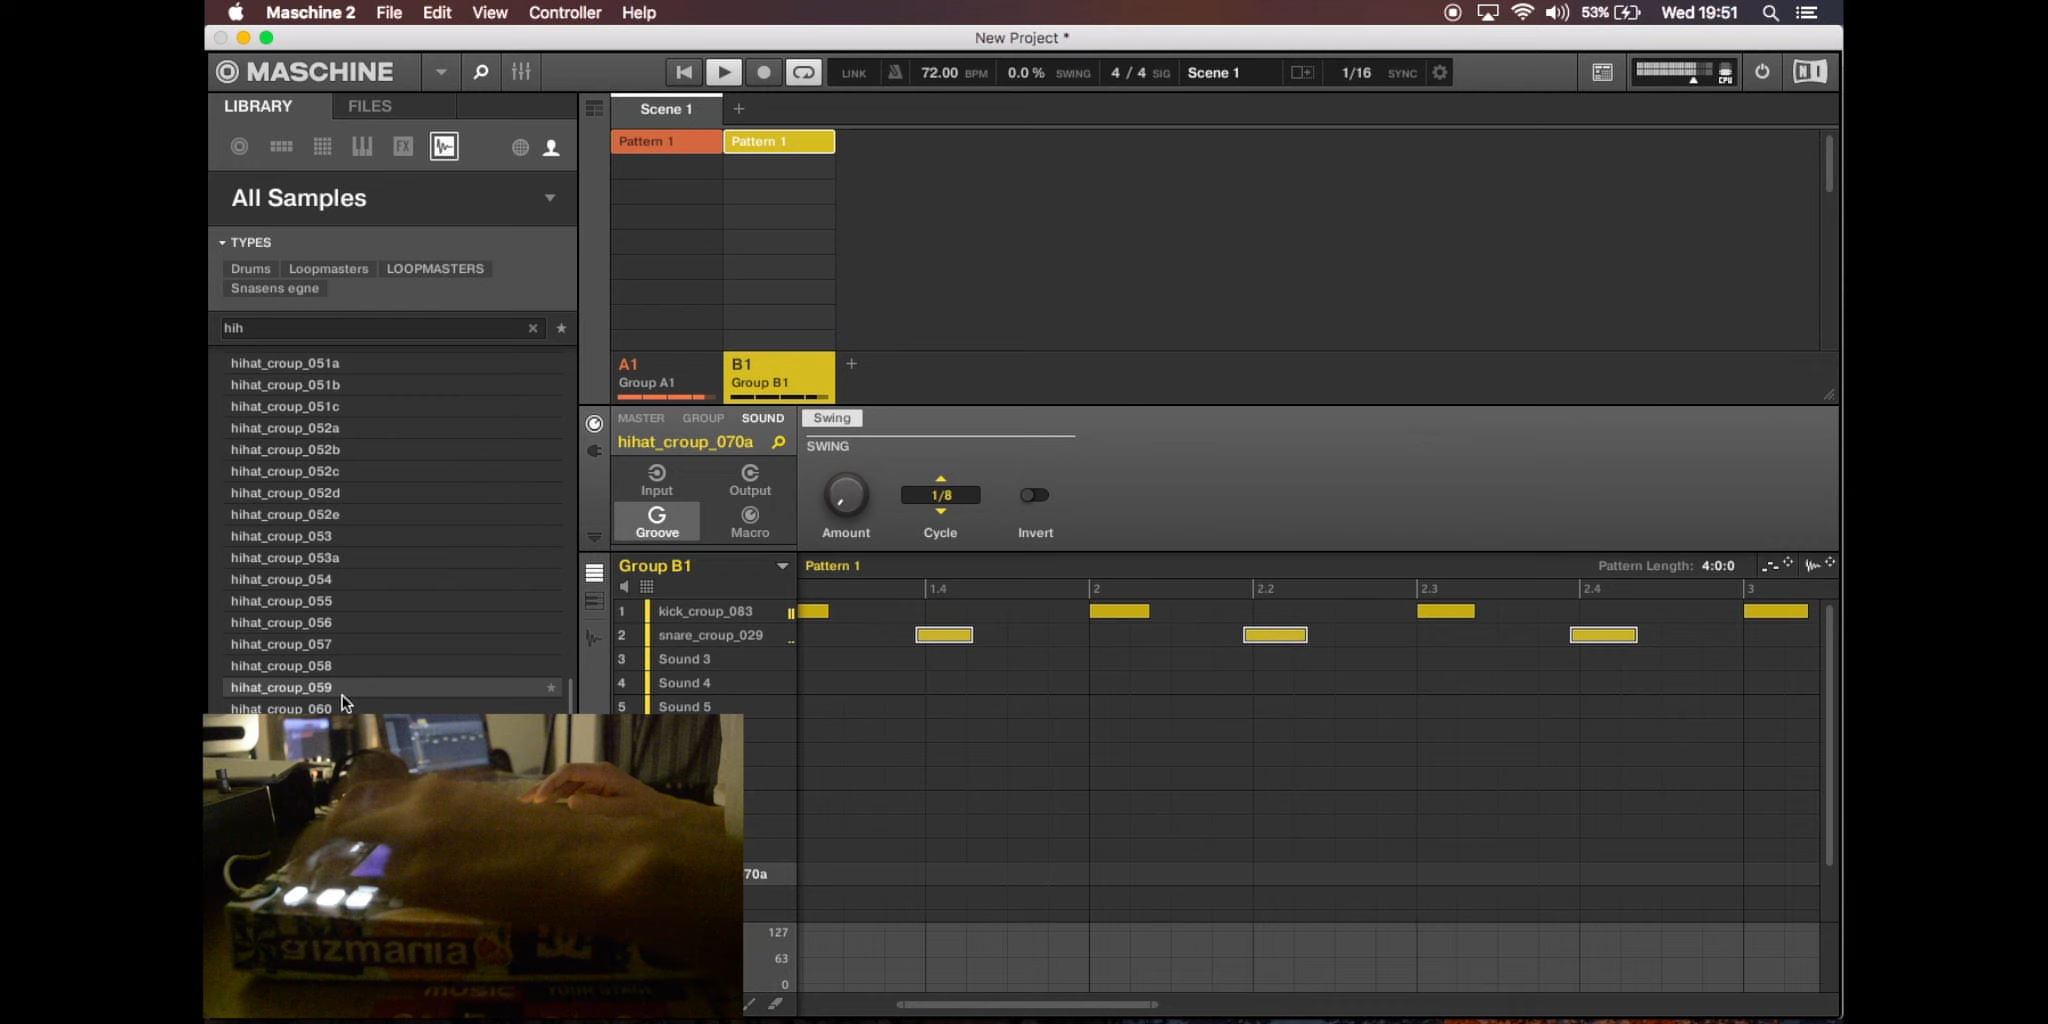 Maschine 2 File Edit View Controller Help 53% Wed 19:51
New Project *
MASCHINE LINK 72.00 BPM 0.0 % SWING 4 / 4 SIG Scene 1 1/16 SYNC CPU NI
LIBRARY FILES
Scene 1 +
Pattern 1 Pattern 1
FX
All Samples
TYPES
Drums Loopmasters LOOPMASTERS
Snasens egne
hih
hihat_croup_051a
hihat_croup_051b
hihat_croup_051c
hihat_croup_052a
hihat_croup_052b
hihat_croup_052c
hihat_croup_052d
hihat_croup_052e
hihat_croup_053
hihat_croup_053a
hihat_croup_054
hihat_croup_055
hihat_croup_056
hihat_croup_057
hihat_croup_058
hihat_croup_059
hihat_croup_060
A1 B1 +
Group A1 Group B1
MASTER GROUP SOUND Swing
hihat_croup_070a SWING
Input Output 1/8
Groove Macro Amount Cycle Invert
Group B1 Pattern 1 Pattern Length: 4:0:0
1.4 2 2.2 2.3 2.4 3
1 kick_croup_083
2 snare_croup_029
3 Sound 3
4 Sound 4
5 Sound 5
70a
127
63
0
gizmania
MUSIC YOUR STAGE